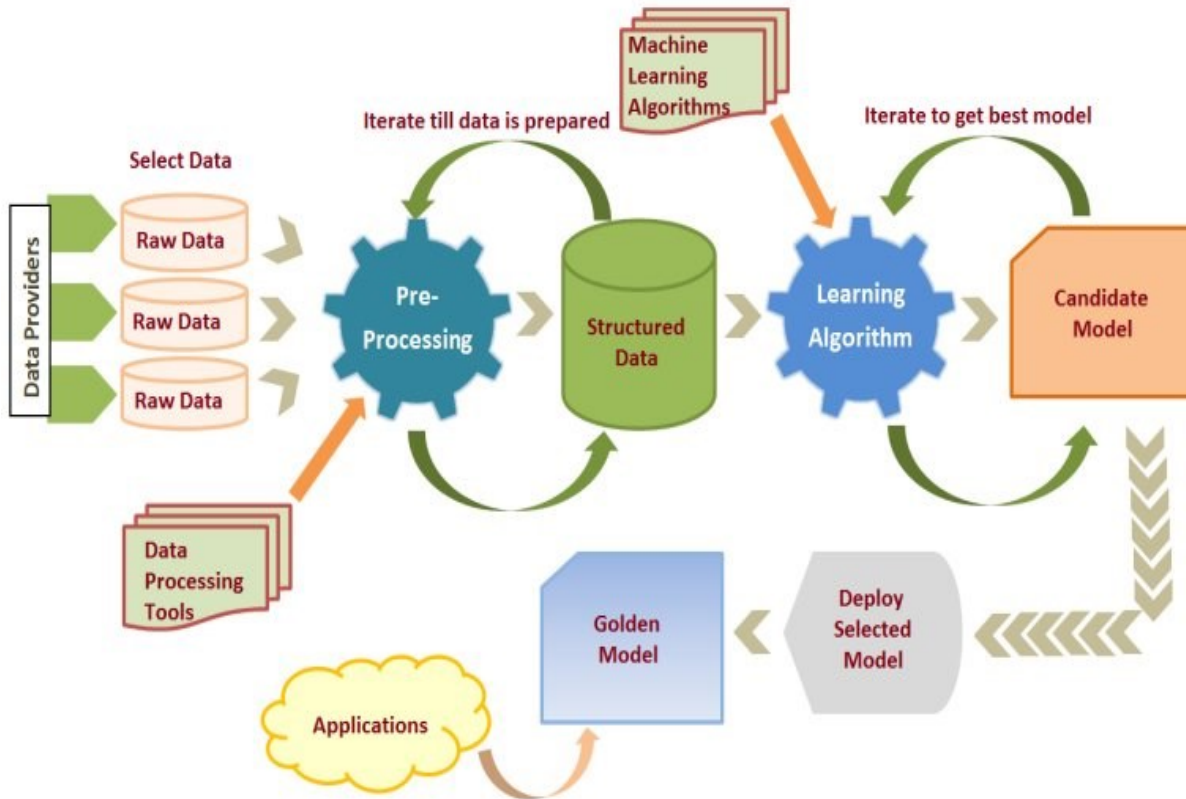 Machine
Learning
Algorithms
Iterate till data is prepared
Iterate to get best model
Select Data
Data Providers
Raw Data
Raw Data
Raw Data
Pre-
Processing
Structured
Data
Learning
Algorithm
Candidate
Model
Data
Processing
Tools
Golden
Model
Deploy
Selected
Model
Applications